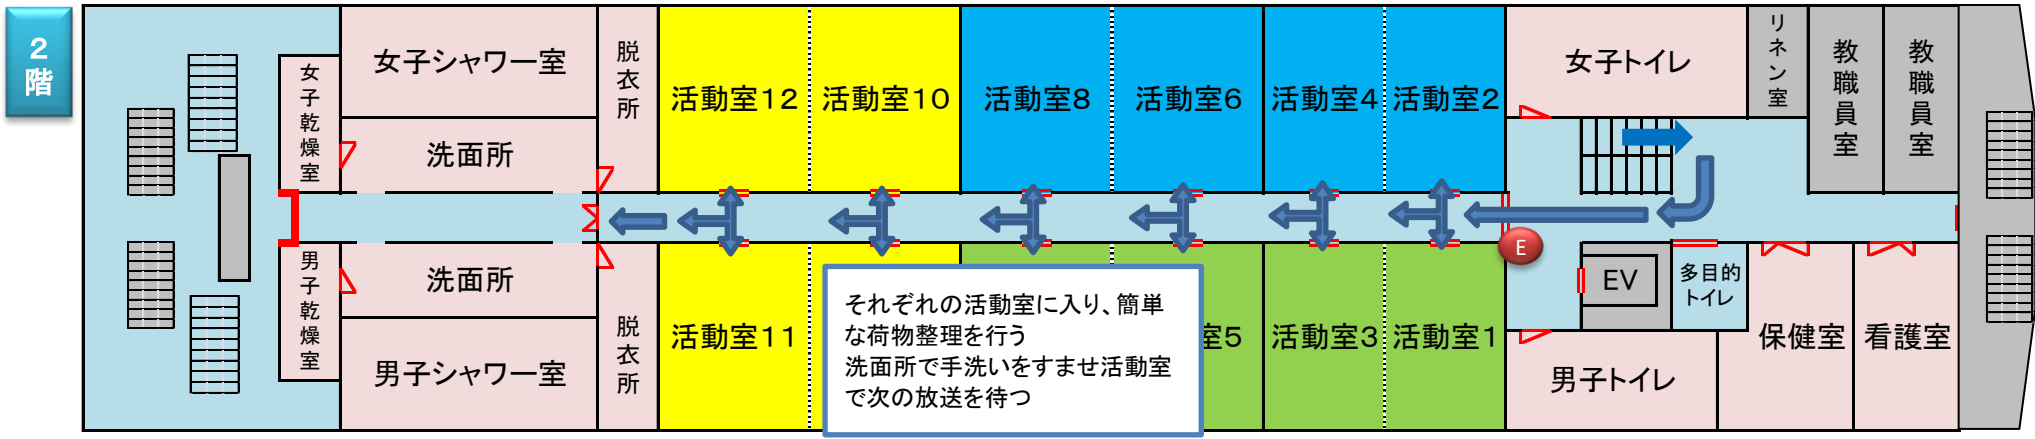 2階
女子シャワー室
脱衣所
活動室12
活動室10
活動室8
活動室6
活動室4
活動室2
女子トイレ
リネン室
教職員室
教職員室
女子乾燥室
洗面所
E
男子乾燥室
洗面所
男子シャワー室
脱衣所
活動室11
それぞれの活動室に入り、簡単
な荷物整理を行う
洗面所で手洗いをすませ活動室
で次の放送を待つ
室5
活動室3
活動室1
EV
多目的
トイレ
男子トイレ
保健室
看護室